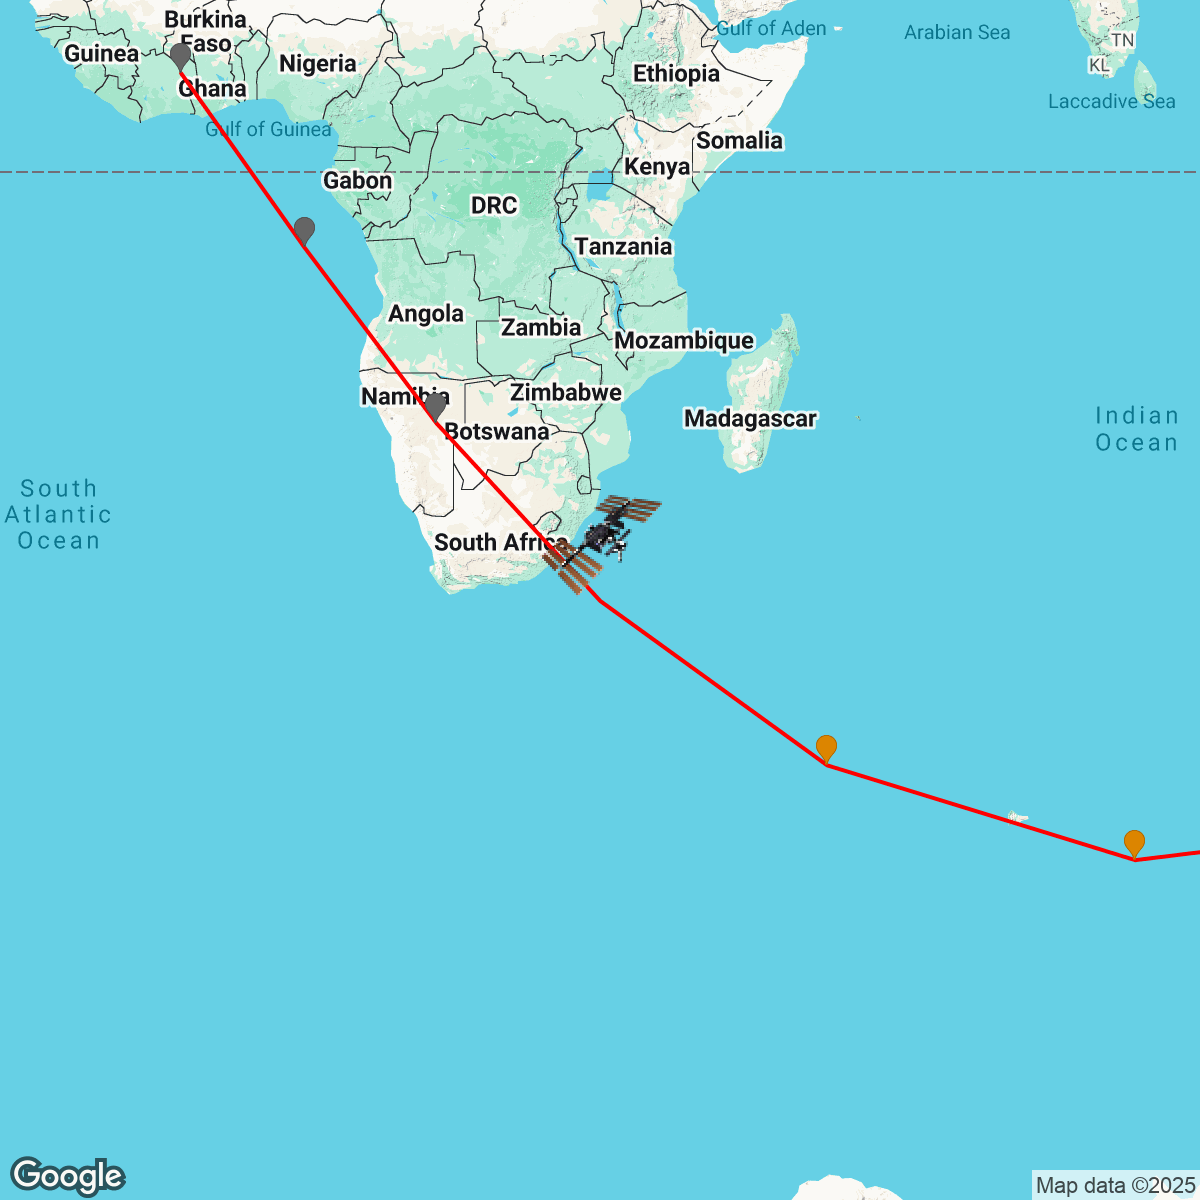 Burkina
Faso
Guinea
Nigeria
Ghana
Gulf of Guinea
Gulf of Aden
Arabian Sea
TN
KL
Laccadive Sea
Ethiopia
Somalia
Kenya
Gabon
DRC
Tanzania
Angola
Zambia
Mozambique
Namibia
Zimbabwe
Botswana
Madagascar
Indian
Ocean
South
Atlantic
Ocean
South Africa
Google
Map data ©2025